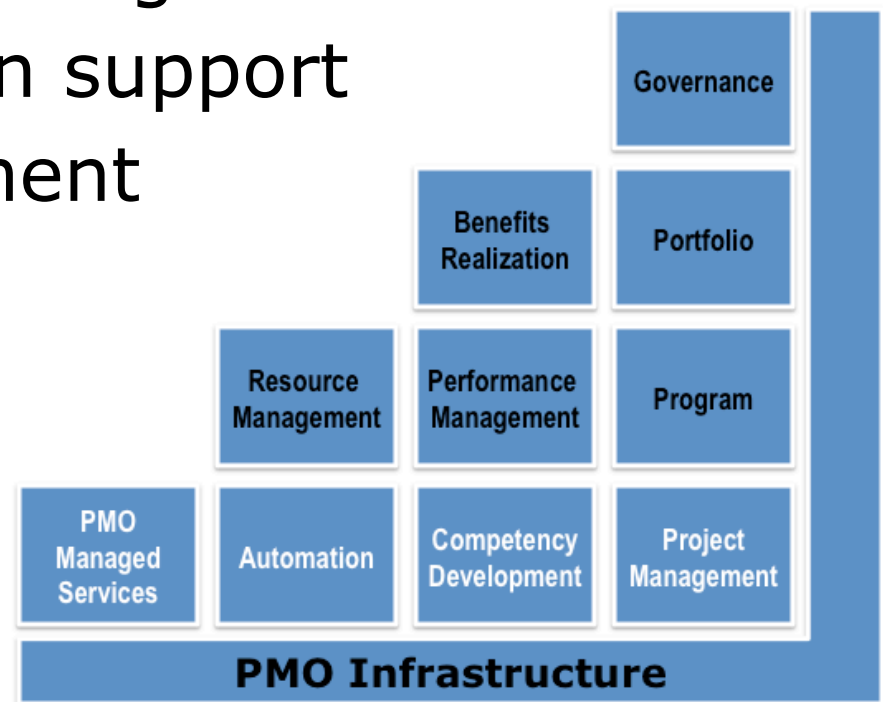 n support
Governance
Benefits
Realization
Portfolio
Resource
Management
Performance
Management
Program
PMO
Managed
Services
Automation
Competency
Development
Project
Management
PMO Infrastructure